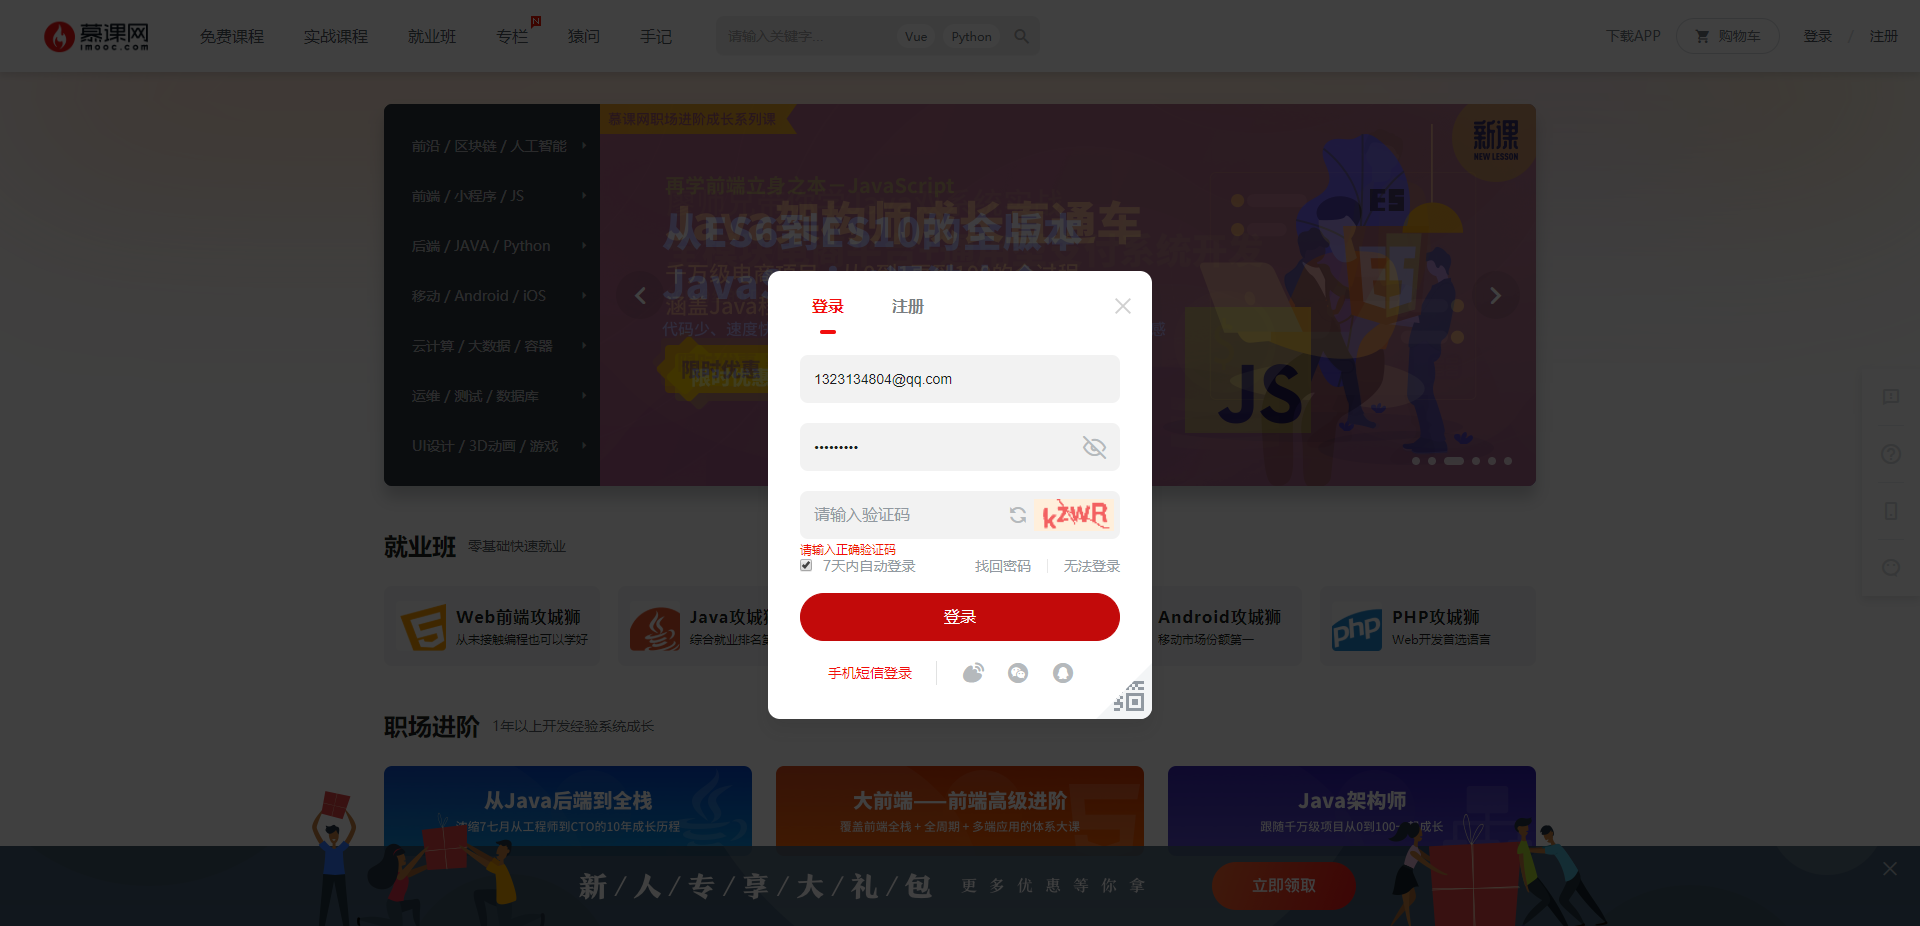 慕课网
imooc.com
免费课程
实战课程
就业班
专栏
N
猿问
手记
请输入关键字...
Vue
Python
下载APP
购物车
登录 / 注册
前沿 / 区块链 / 人工智能
前端 / 小程序 / JS
后端 / JAVA / Python
移动 / Android / IOS
云计算 / 大数据 / 容器
运维 / 测试 / 数据库
UI设计 / 3D动画 / 游戏
慕课网职场进阶成长系列课
新课
NEW LESSON
再学前端立身之本－JavaScript
Java架构师成长直通车
从ES6到ES10的全版本
涵盖Java
代码少、速度快
限时优惠
ES
JS
登录
注册
1323134804@qq.com
•••••••••
请输入验证码
kzwR
请输入正确验证码
7天内自动登录
找回密码
无法登录
登录
手机短信登录
就业班
零基础快速就业
Web前端攻城狮
从未接触编程也可以学好
Java攻城
综合就业排名第
Android攻城狮
移动市场份额第一
php
PHP攻城狮
Web开发首选语言
职场进阶
1年以上开发经验系统成长
从Java后端到全栈
浓缩7七月从工程师到CTO的10年成长历程
大前端——前端高级进阶
覆盖前端全栈 + 全周期 + 多端应用的体系大课
Java架构师
跟随千万级项目从0到100
成长
新 / 人 / 专 / 享 / 大 / 礼 / 包
更多优惠等你拿
立即领取